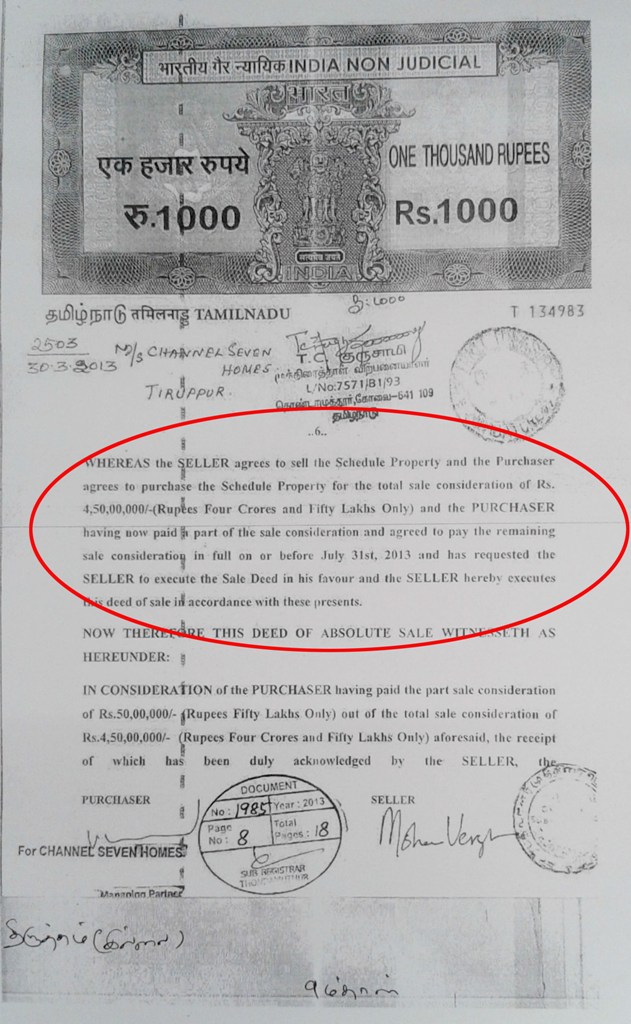 भारतीय गैर न्यायिक INDIA NON JUDICIAL
भारत
एक हजार रुपये
ONE THOUSAND RUPEES
रु.1000
Rs.1000
सत्यमेव जयते
INDIA
தமிழ்நாடு तमिलनाडु TAMILNADU
T 134983
2503
30.3.2013
M/s CHANNEL SEVEN
HOMES
TIRUPPUR.
T.C. குருசாமி
முத்திரைத்தாள் விற்பனையாளர்
L/No:7571/B1/93
கோவை-641 109
தமிழ்நாடு
..6..
WHEREAS the SELLER agrees to sell the Schedule Property and the Purchaser
agrees to purchase the Schedule Property for the total sale consideration of Rs.
4,50,00,000/-(Rupees Four Crores and Fifty Lakhs Only) and the PURCHASER
having now paid a part of the sale consideration and agreed to pay the remaining
sale consideration in full on or before July 31st, 2013 and has requested the
SELLER to execute the Sale Deed in his favour and the SELLER hereby executes
this deed of sale in accordance with these presents.
NOW THEREFORE THIS DEED OF ABSOLUTE SALE WITNESSETH AS
HEREUNDER:
IN CONSIDERATION of the PURCHASER having paid the part sale consideration
of Rs.50,00,000/- (Rupees Fifty Lakhs Only) out of the total sale consideration of
Rs.4,50,00,000/- (Rupees Four Crores and Fifty Lakhs Only) aforesaid, the receipt
of which has been duly acknowledged by the SELLER, the
PURCHASER
SELLER
DOCUMENT
No : 1985 Year : 2013
Page No : 8 Total Pages : 18
SUB REGISTRAR
For CHANNEL SEVEN HOMES
Managing Partner